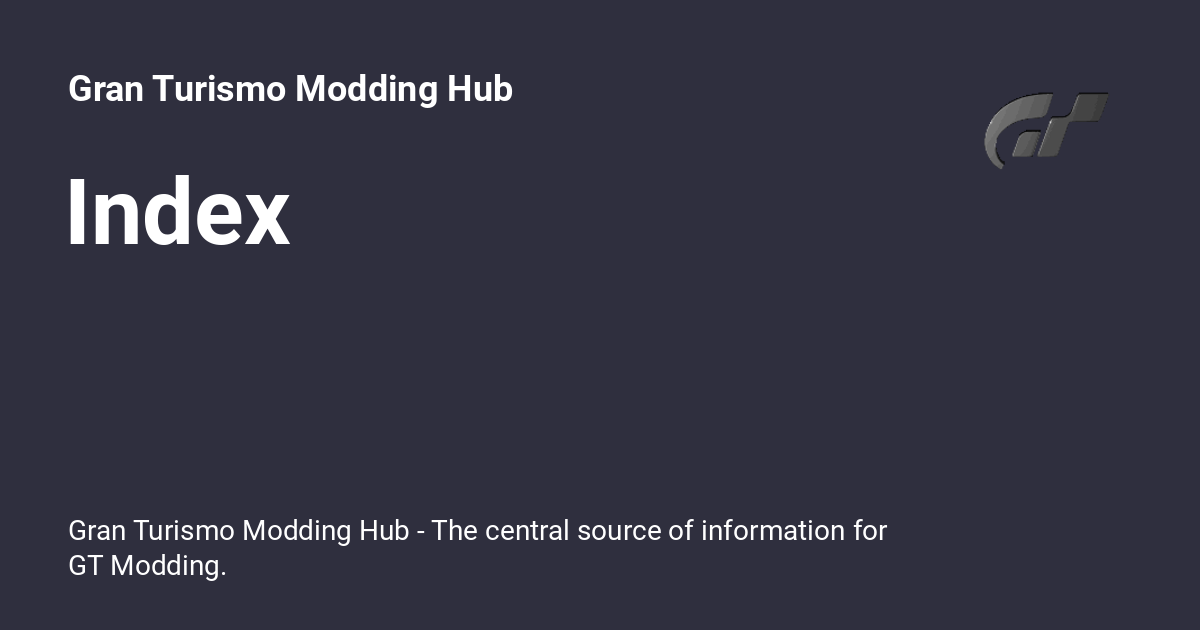 Gran Turismo Modding Hub
Index
Gran Turismo Modding Hub - The central source of information for
GT Modding.